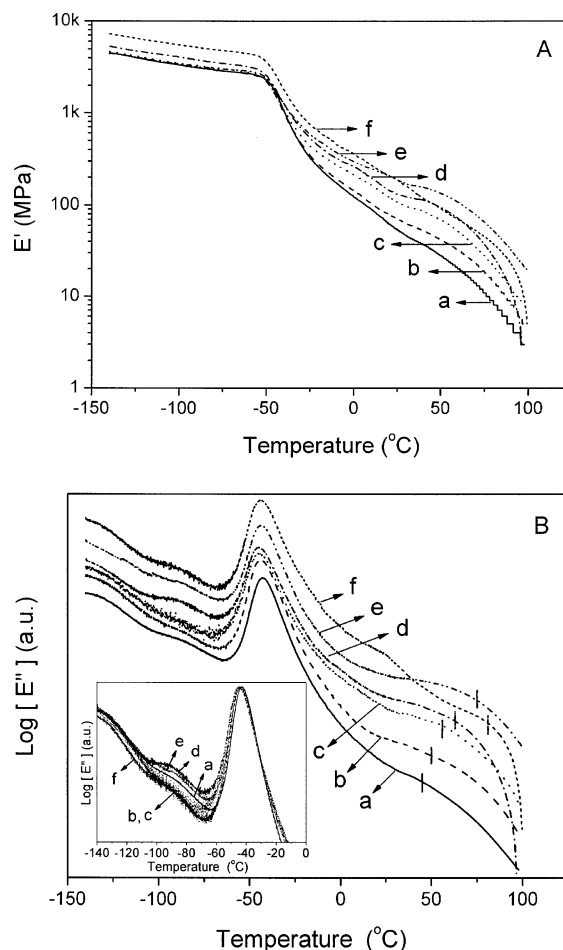 A
E' (MPa)
10k
1k
100
10
1
f
e
d
c
b
a
-150 -100 -50 0 50 100
Temperature (°C)
B
Log [ E'' ] (a.u.)
f
e
d
c
b
a
Log [ E'' ] (a.u.)
e
d
a
f
b, c
-140 -120 -100 -80 -60 -40 -20 0
Temperature (°C)
-150 -100 -50 0 50 100
Temperature (°C)